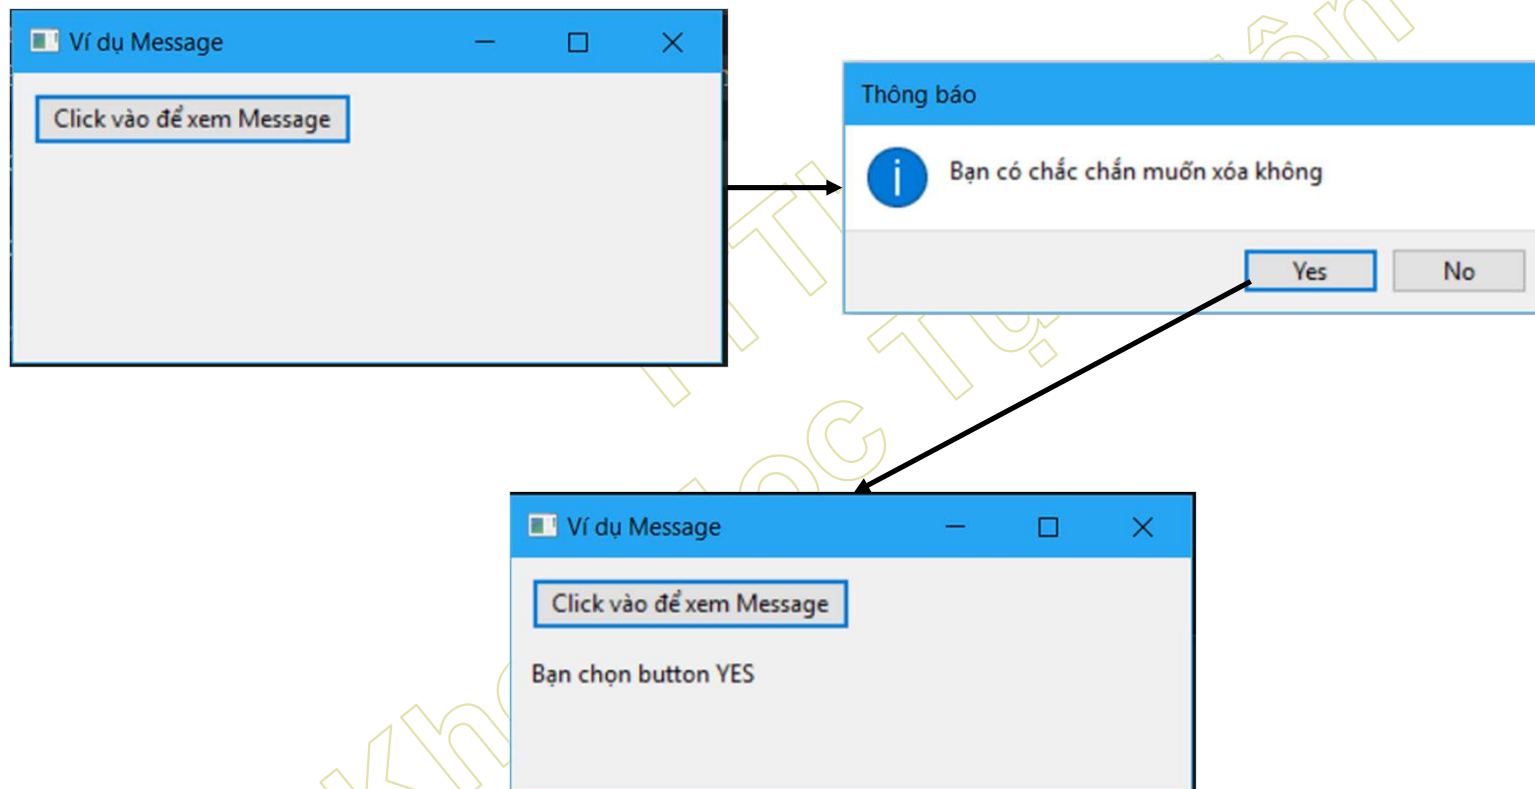 Ví dụ Message
Click vào để xem Message
Thông báo
Bạn có chắc chắn muốn xóa không
Yes
No
Ví dụ Message
Click vào để xem Message
Bạn chọn button YES